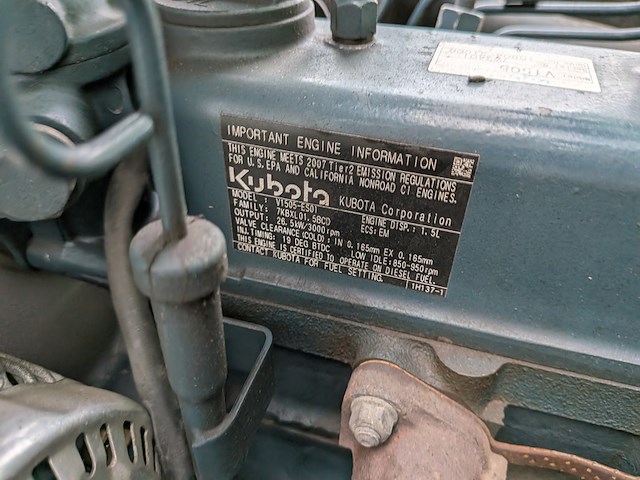 V1505
IMPORTANT ENGINE INFORMATION
THIS ENGINE MEETS 2007 Tier2 EMISSION REGULATIONS
FOR U.S.EPA AND CALIFORNIA NONROAD CI ENGINES.
Kubota KUBOTA Corporation
MODEL : V1505-ES01 ENGINE DISP.: 1.5L
FAMILY: 7KBXL01.5BCD ECS:EM
OUTPUT: 26.5kW/3000rpm
VALVE CLEARANCE (COLD): IN 0.165mm EX 0.165mm
INJ.TIMING: 19 DEG BTDC LOW IDLE:850-950rpm
THIS ENGINE IS CERTIFIED TO OPERATE ON DIESEL FUEL.
CONTACT KUBOTA FOR FUEL SETTING.
1H137-1